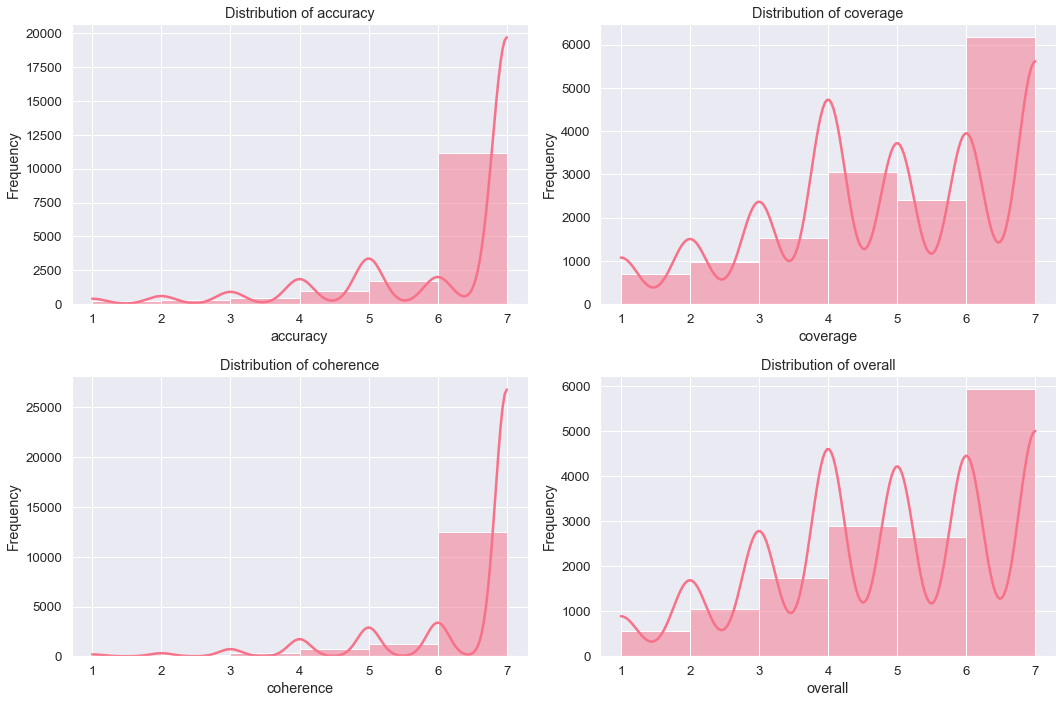 Distribution of accuracy
20000
17500
15000
12500
10000
7500
5000
2500
0
Frequency
1 2 3 4 5 6 7
accuracy
Distribution of coverage
6000
5000
4000
3000
2000
1000
0
Frequency
1 2 3 4 5 6 7
coverage
Distribution of coherence
25000
20000
15000
10000
5000
0
Frequency
1 2 3 4 5 6 7
coherence
Distribution of overall
6000
5000
4000
3000
2000
1000
0
Frequency
1 2 3 4 5 6 7
overall